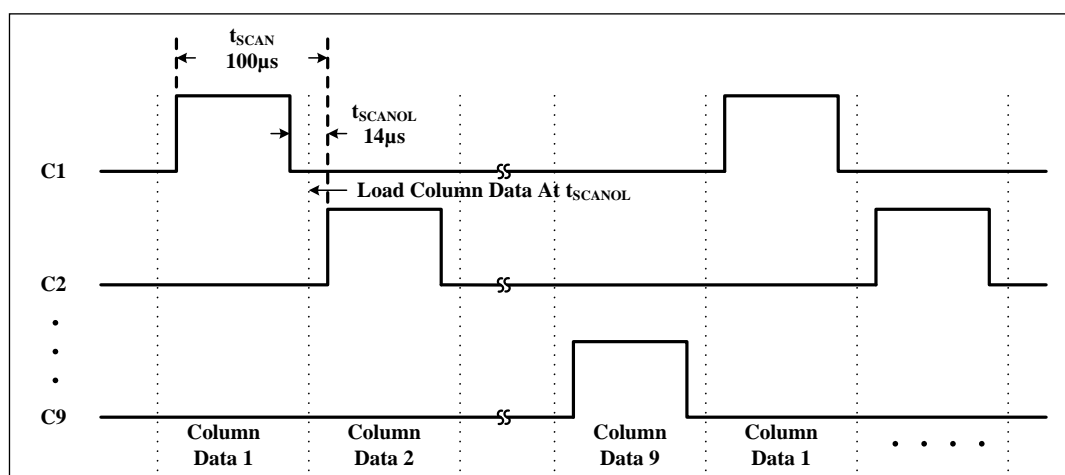 tSCAN
100µs
tSCANOL
14µs
C1
Load Column Data At tSCANOL
C2
C9
Column Data 1
Column Data 2
Column Data 9
Column Data 1